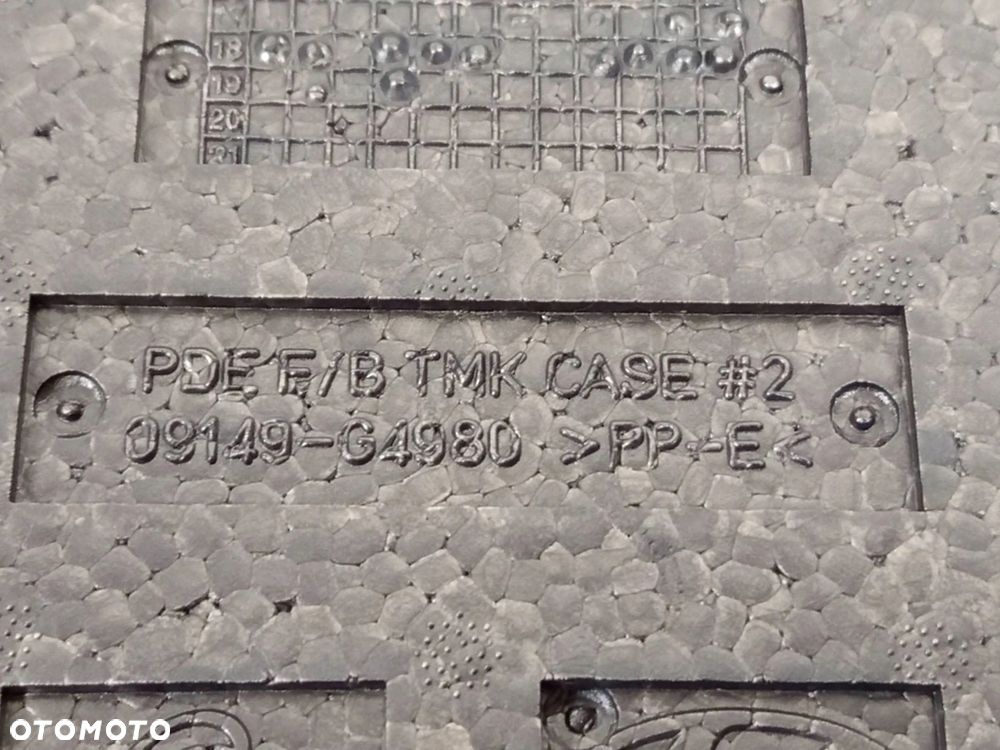 18
19
20
21
PDE F/B TMK CASE #2
09149-G4980 >PP-E<
OTOMOTO